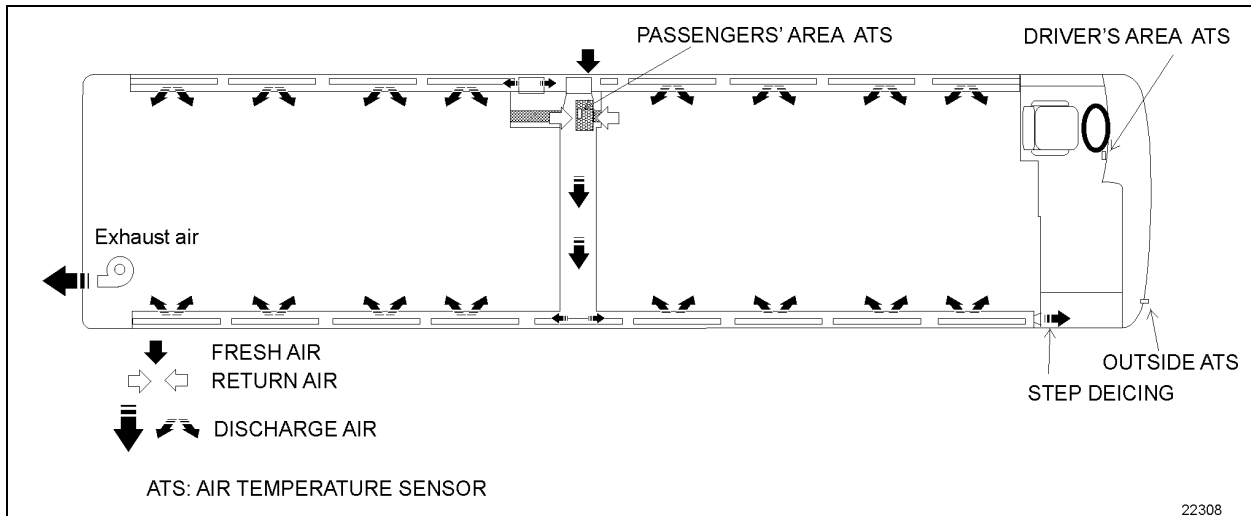 PASSENGERS' AREA ATS
DRIVER'S AREA ATS
Exhaust air
OUTSIDE ATS
STEP DEICING
FRESH AIR
RETURN AIR
DISCHARGE AIR
ATS: AIR TEMPERATURE SENSOR
22308